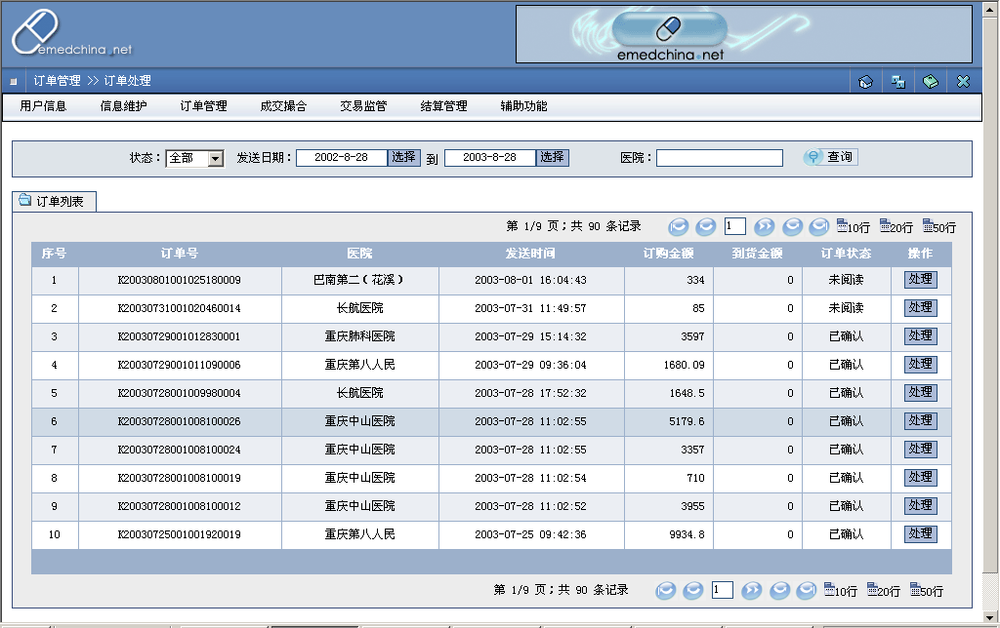 emedchina.net
emedchina.net
订单管理 >> 订单处理
用户信息 信息维护 订单管理 成交撮合 交易监管 结算管理 辅助功能
状态： 全部 发送日期： 2002-8-28 选择 到 2003-8-28 选择 医院： 查询
订单列表
第 1/9 页；共 90 条记录 1 10行 20行 50行
序号 订单号 医院 发送时间 订购金额 到货金额 订单状态 操作
1 K20030801001025180009 巴南第二（花溪） 2003-08-01 16:04:43 334 0 未阅读 处理
2 K20030731001020460014 长航医院 2003-07-31 11:49:57 85 0 未阅读 处理
3 K20030729001012830001 重庆肺科医院 2003-07-29 15:14:32 3597 0 已确认 处理
4 K20030729001011090006 重庆第八人民 2003-07-29 09:36:04 1680.09 0 已确认 处理
5 K20030728001009980004 长航医院 2003-07-28 17:52:32 1648.5 0 已确认 处理
6 K20030728001008100026 重庆中山医院 2003-07-28 11:02:55 5179.6 0 已确认 处理
7 K20030728001008100024 重庆中山医院 2003-07-28 11:02:55 3357 0 已确认 处理
8 K20030728001008100019 重庆中山医院 2003-07-28 11:02:54 710 0 已确认 处理
9 K20030728001008100012 重庆中山医院 2003-07-28 11:02:52 3955 0 已确认 处理
10 K20030725001001920019 重庆第八人民 2003-07-25 09:42:36 9934.8 0 已确认 处理
第 1/9 页；共 90 条记录 1 10行 20行 50行